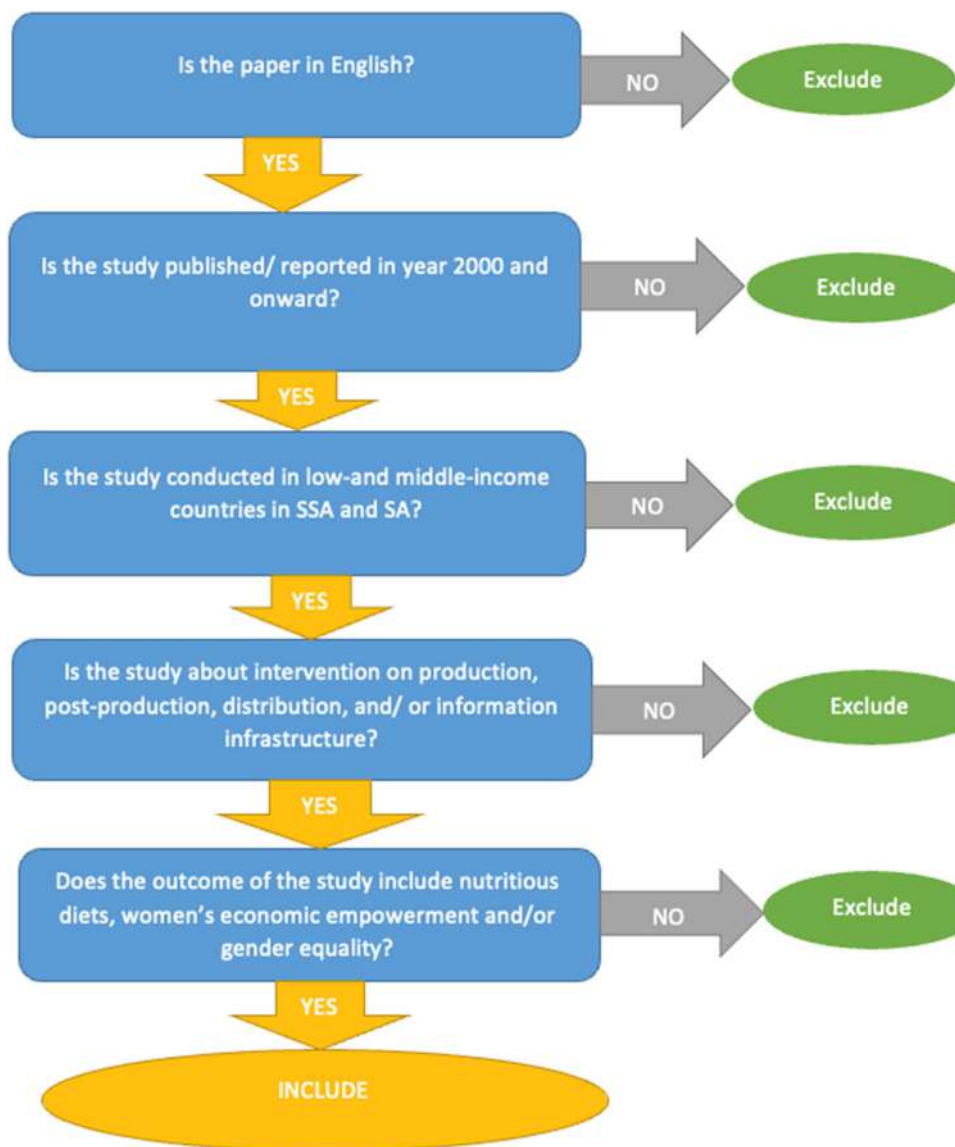 Is the paper in English?
NO
Exclude
YES
Is the study published/ reported in year 2000 and
onward?
NO
Exclude
YES
Is the study conducted in low-and middle-income
countries in SSA and SA?
NO
Exclude
YES
Is the study about intervention on production,
post-production, distribution, and/ or information
infrastructure?
NO
Exclude
YES
Does the outcome of the study include nutritious
diets, women’s economic empowerment and/or
gender equality?
NO
Exclude
YES
INCLUDE